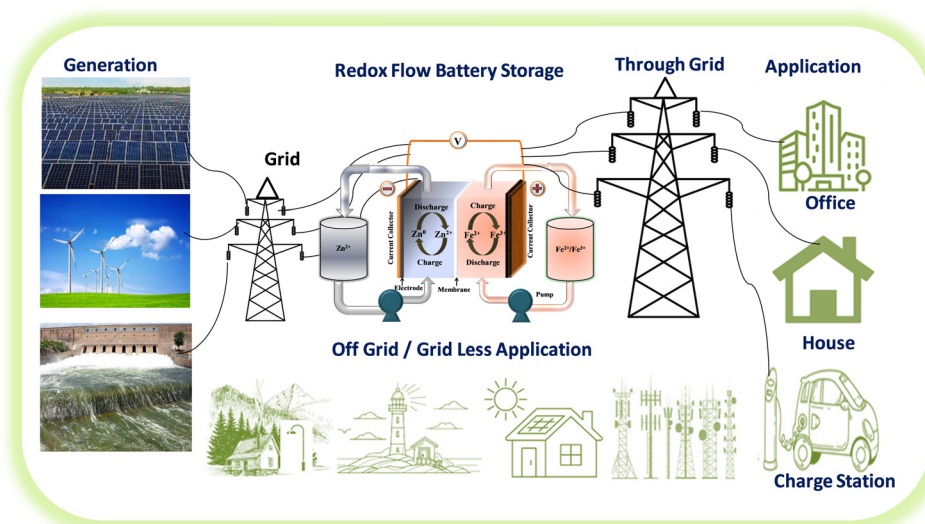 Generation
Redox Flow Battery Storage
Through Grid
Application
Grid
V
Discharge
Charge
Zn⁰ Zn²⁺
Fe²⁺ Fe³⁺
Charge
Discharge
Current Collector
Current Collector
Zn²⁺
Fe²⁺/Fe³⁺
Electrode
Membrane
Pump
Office
House
Off Grid / Grid Less Application
Charge Station